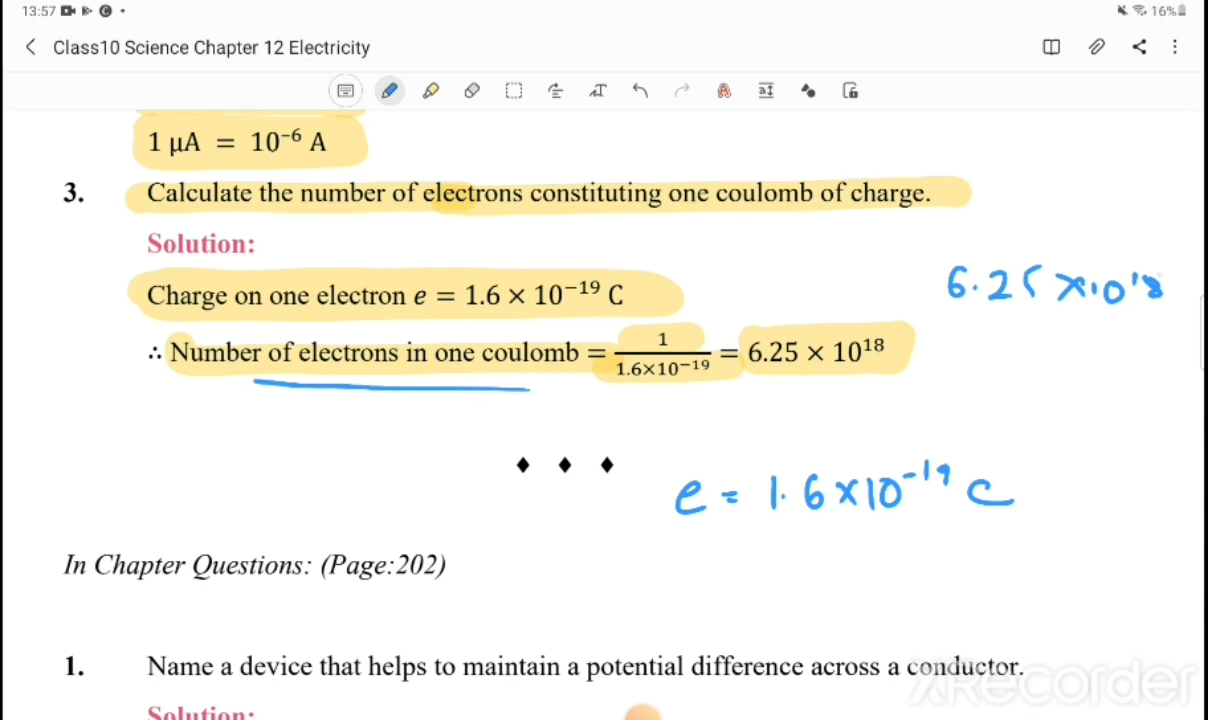 13:57 16%
Class10 Science Chapter 12 Electricity
1 μA = 10⁻⁶ A
3. Calculate the number of electrons constituting one coulomb of charge.
Solution:
6.25 × 10¹⁸
Charge on one electron e = 1.6 × 10⁻¹⁹ C
∴ Number of electrons in one coulomb = 1/1.6×10⁻¹⁹ = 6.25 × 10¹⁸
e = 1.6 × 10⁻¹⁹ C
In Chapter Questions: (Page:202)
1. Name a device that helps to maintain a potential difference across a conductor.
XRecorder
Solution: